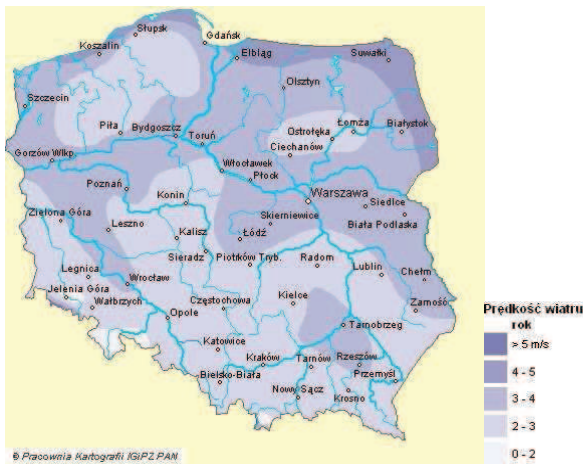 Słupsk
Gdańsk
Koszalin
Elbląg
Suwałki
Olsztyn
Szczecin
Piła
Bydgoszcz
Toruń
Ostrołęka
Łomża
Białystok
Ciechanów
Gorzów Wlkp
Włocławek
Płock
Poznań
Konin
Warszawa
Siedlce
Zielona Góra
Leszno
Kalisz
Skierniewice
Biała Podlaska
Łódź
Sieradz
Piotrków Tryb.
Radom
Lublin
Chełm
Legnica
Wrocław
Jelenia Góra
Wałbrzych
Opole
Częstochowa
Kielce
Zamość
Tarnobrzeg
Katowice
Kraków
Tarnów
Rzeszów
Bielsko-Biała
Przemyśl
Nowy Sącz
Krosno
Prędkość wiatru
rok
> 5 m/s
4 - 5
3 - 4
2 - 3
0 - 2
© Pracownia Kartografii IGiPZ PAN